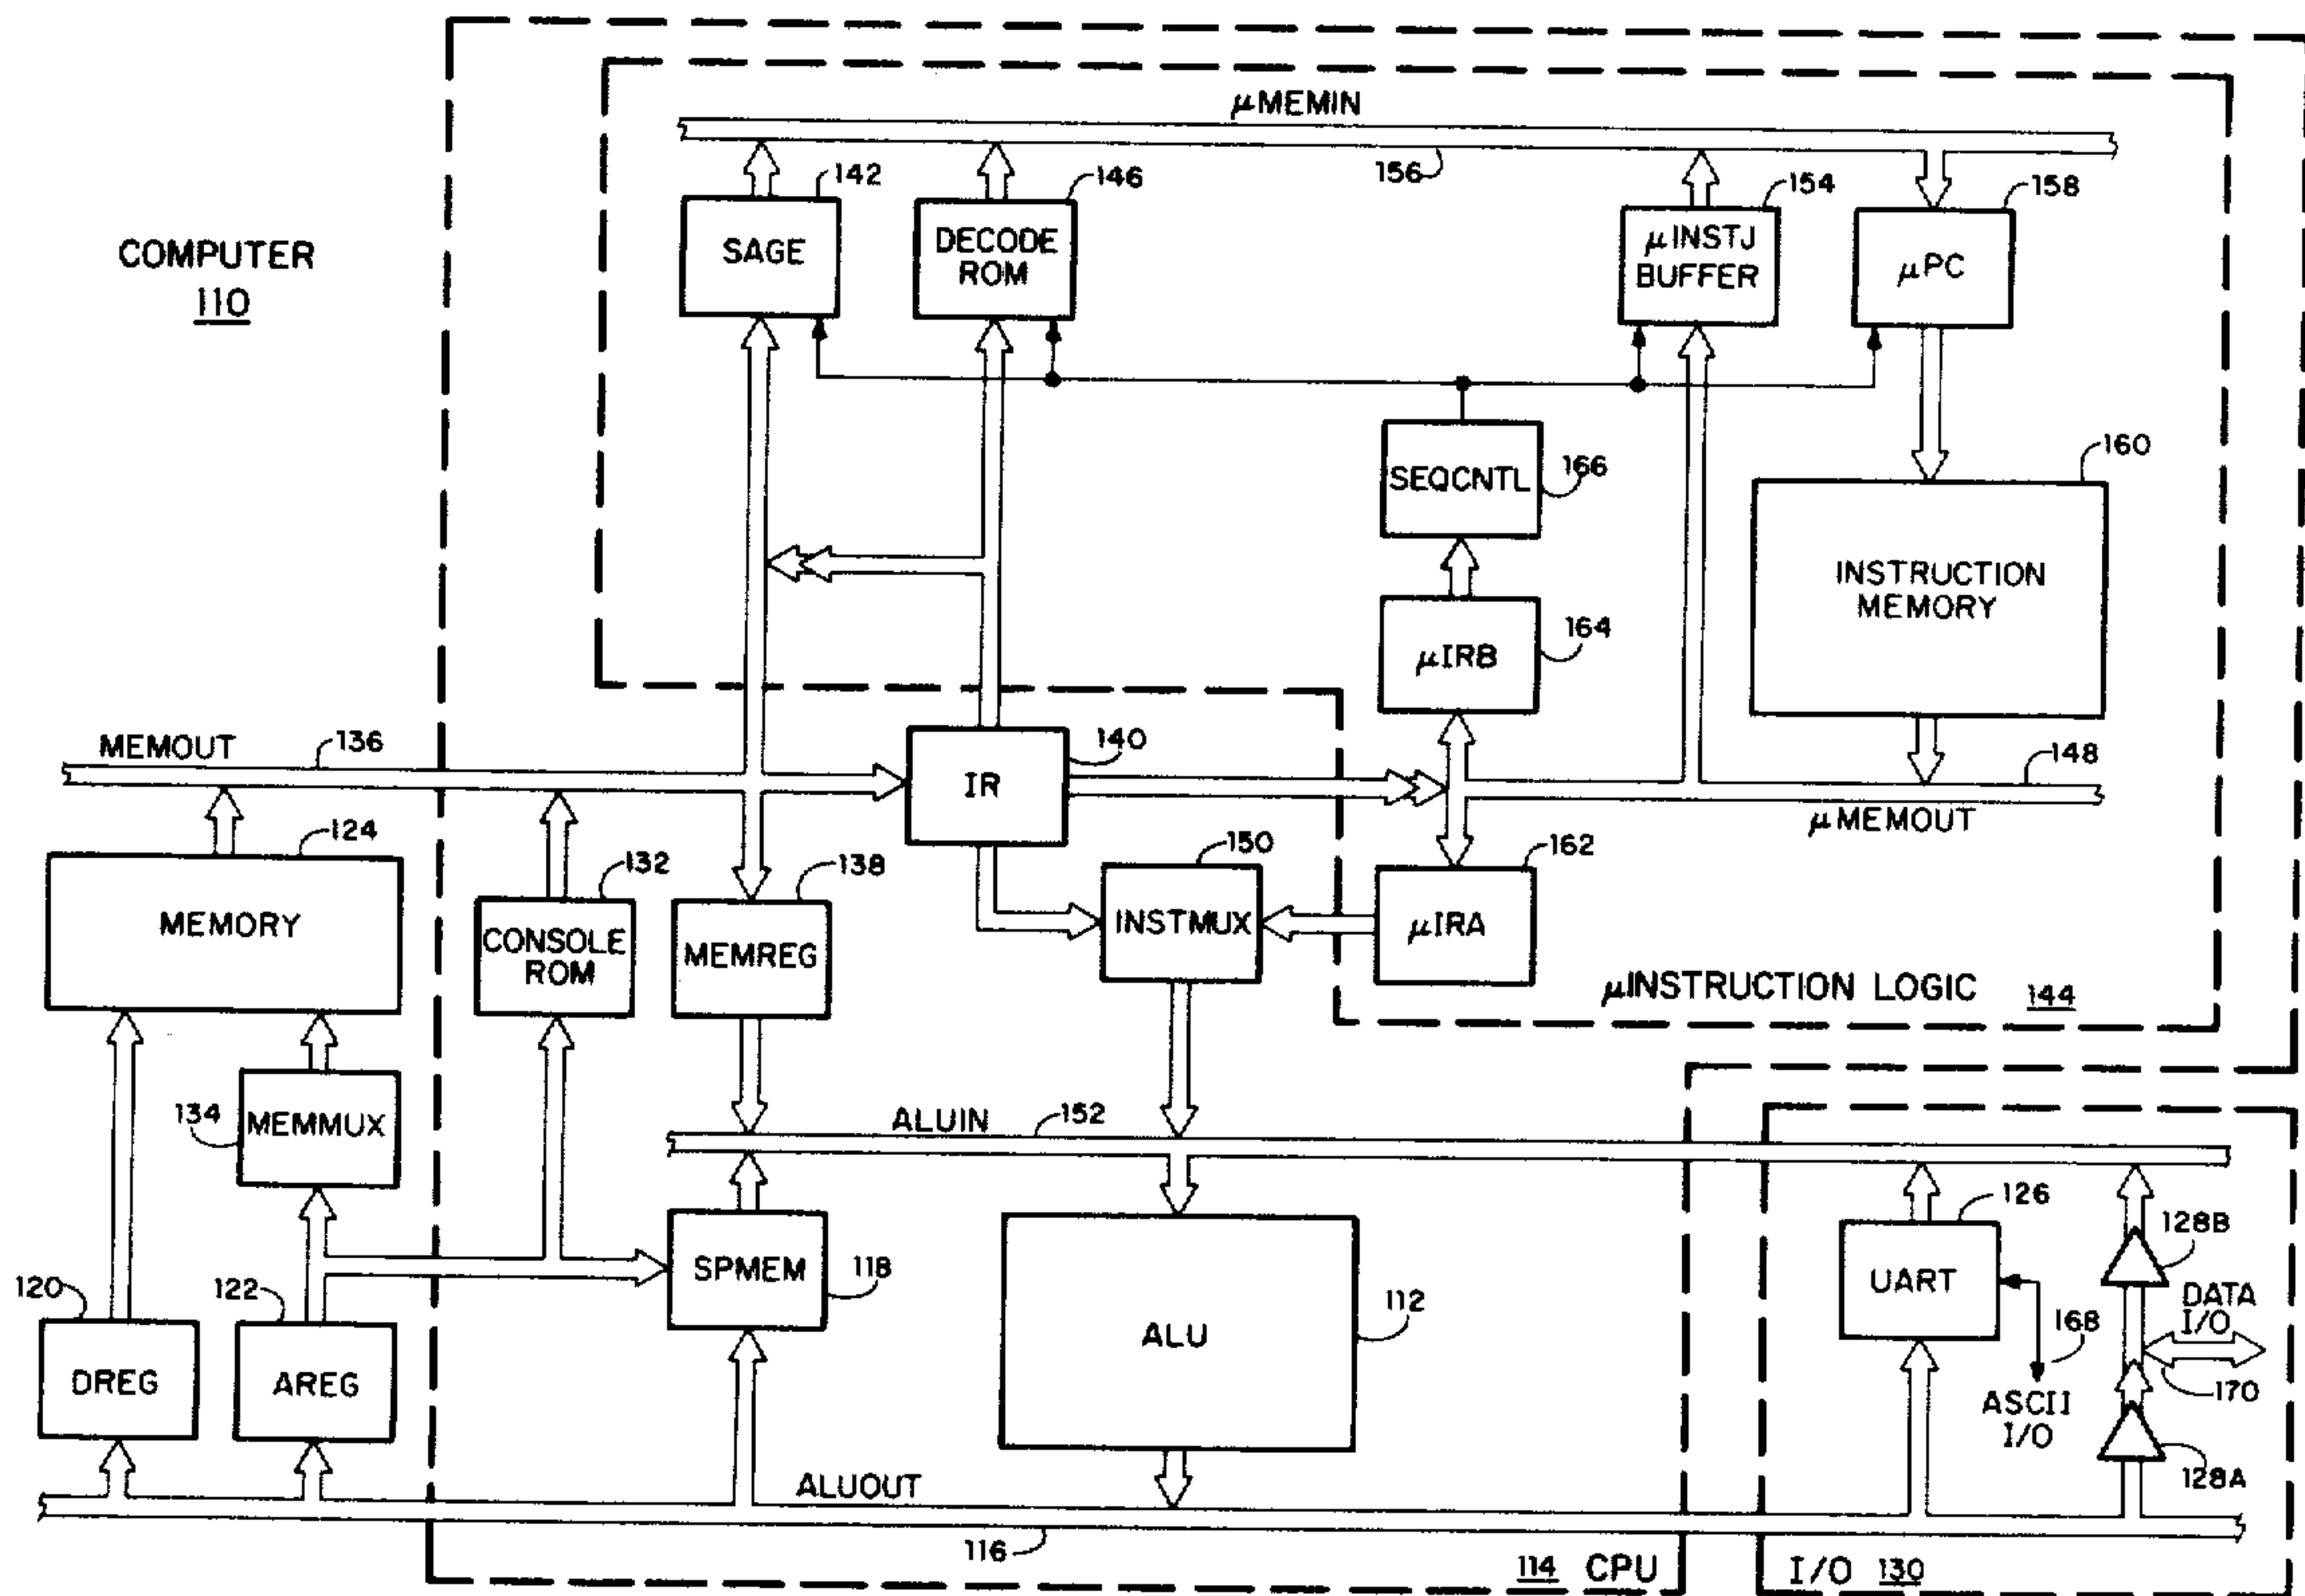 μMEMIN
156
142
146
154
158
COMPUTER
110
SAGE
DECODE
ROM
μINSTJ
BUFFER
μPC
SEQCNTL
166
160
INSTRUCTION
MEMORY
μIRB
164
MEMOUT
136
IR
140
148
μMEMOUT
124
MEMORY
132
CONSOLE
ROM
138
MEMREG
150
INSTMUX
162
μIRA
μINSTRUCTION LOGIC 144
134
MEMMUX
ALUIN
152
126
128B
120
122
SPMEM
118
112
UART
DATA
I/O
168
ALU
DREG
AREG
170
ASCII
I/O
128A
ALUOUT
116
114 CPU
I/O 130